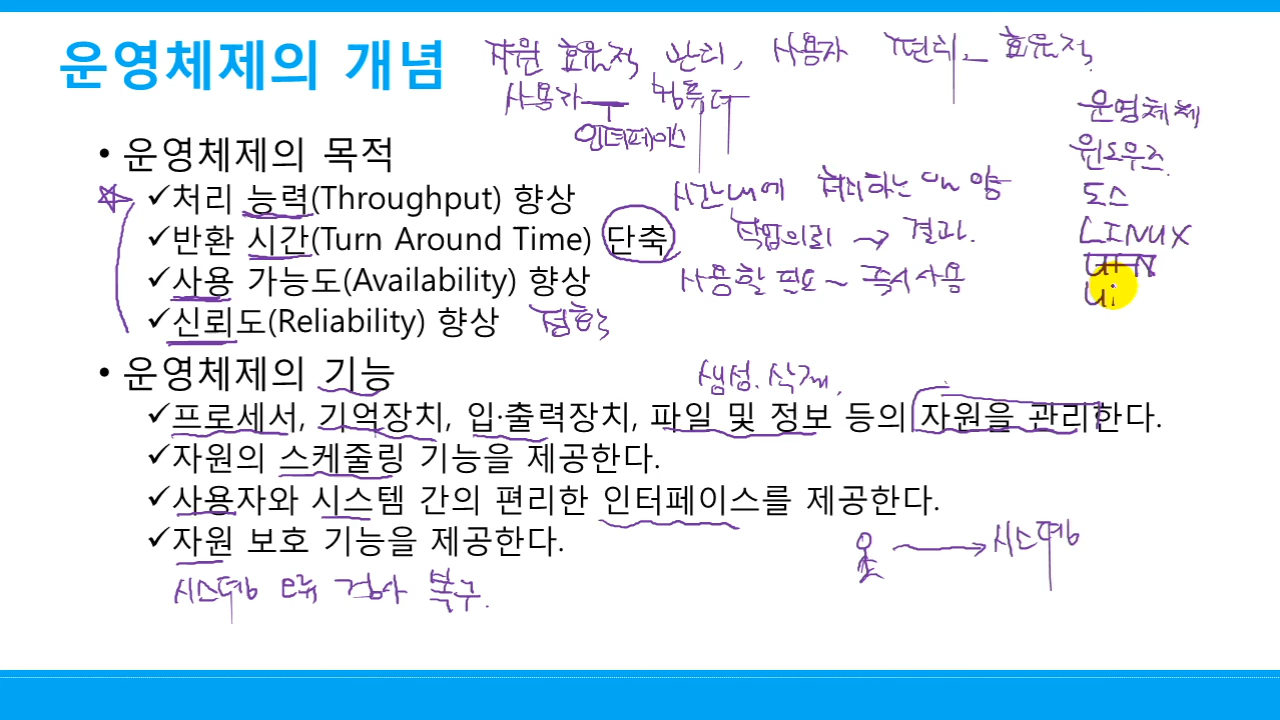 운영체제의 개념
자원 효율적 관리, 사용자 편리 _ 효율적.
사용자 컴퓨터
인터페이스
운영체제
윈도우즈.
도스
LINUX
• 운영체제의 목적
✓처리 능력(Throughput) 향상 시간내에 처리하는 일 양
✓반환 시간(Turn Around Time) 단축 작업의뢰 → 결과.
✓사용 가능도(Availability) 향상 사용할 필요 ~ 즉시사용
✓신뢰도(Reliability) 향상 정확
• 운영체제의 기능
생성. 삭제,
✓프로세서, 기억장치, 입·출력장치, 파일 및 정보 등의 자원을 관리한다.
✓자원의 스케줄링 기능을 제공한다.
✓사용자와 시스템 간의 편리한 인터페이스를 제공한다.
✓자원 보호 기능을 제공한다.
→ 시스템
시스템 오류 검사 복구.